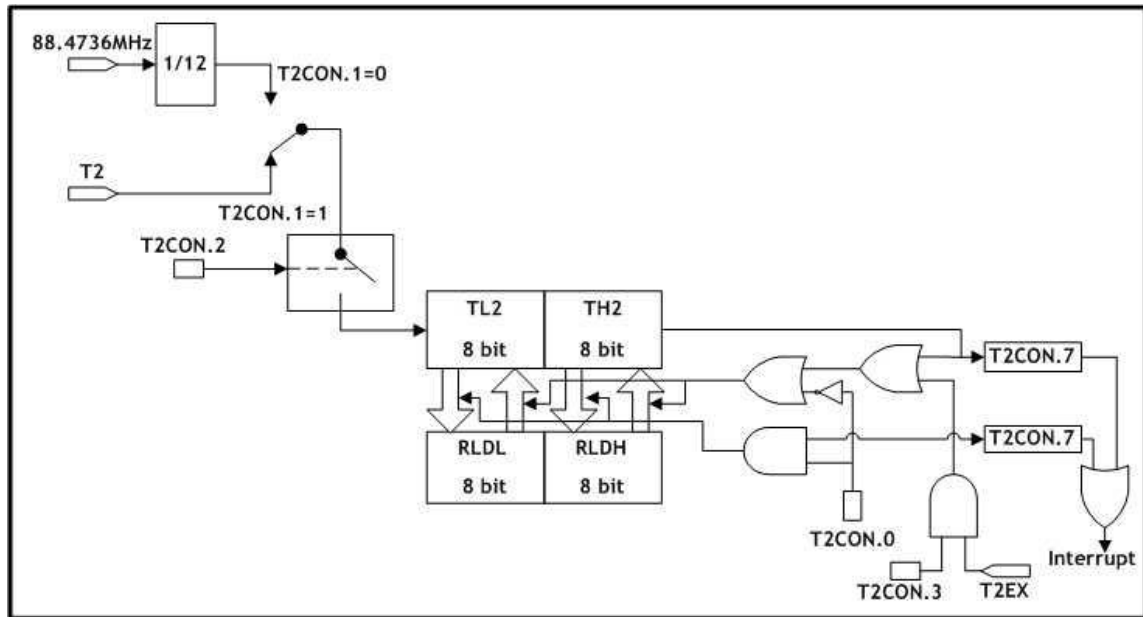 88.4736MHz
1/12
T2CON.1=0
T2
T2CON.1=1
T2CON.2
TL2
8 bit
TH2
8 bit
T2CON.7
RLDL
8 bit
RLDH
8 bit
T2CON.7
T2CON.0
Interrupt
T2CON.3
T2EX